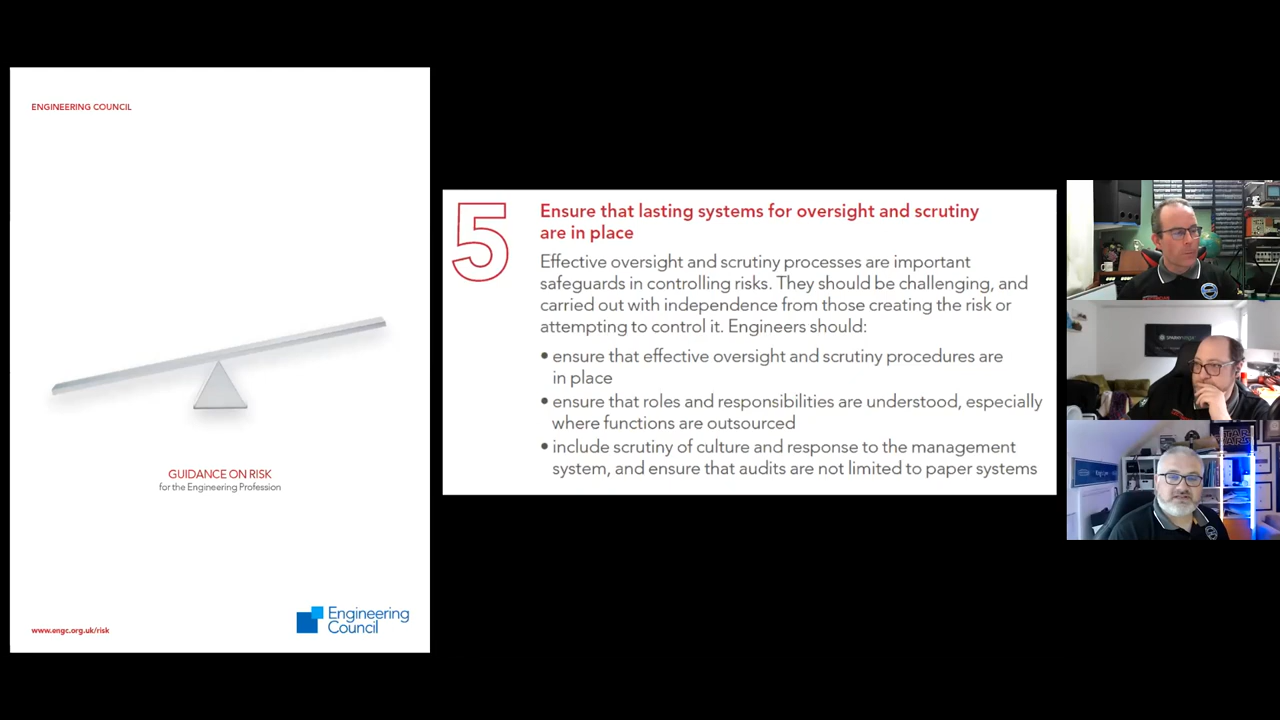 ENGINEERING COUNCIL
GUIDANCE ON RISK
for the Engineering Profession
www.engc.org.uk/risk
Engineering
Council
5
Ensure that lasting systems for oversight and scrutiny
are in place
Effective oversight and scrutiny processes are important
safeguards in controlling risks. They should be challenging, and
carried out with independence from those creating the risk or
attempting to control it. Engineers should:
• ensure that effective oversight and scrutiny procedures are
in place
• ensure that roles and responsibilities are understood, especially
where functions are outsourced
• include scrutiny of culture and response to the management
system, and ensure that audits are not limited to paper systems
STAR
WARS